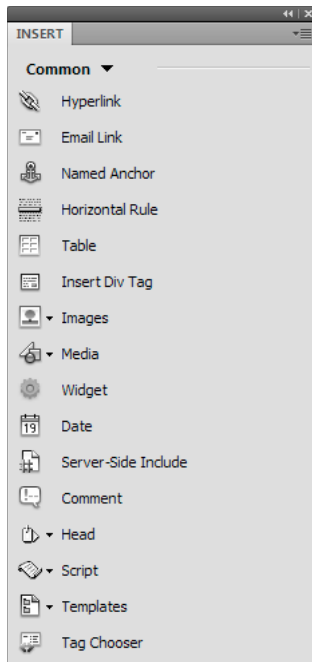 INSERT
Common
Hyperlink
Email Link
Named Anchor
Horizontal Rule
Table
Insert Div Tag
Images
Media
Widget
19 Date
Server-Side Include
Comment
Head
Script
Templates
Tag Chooser